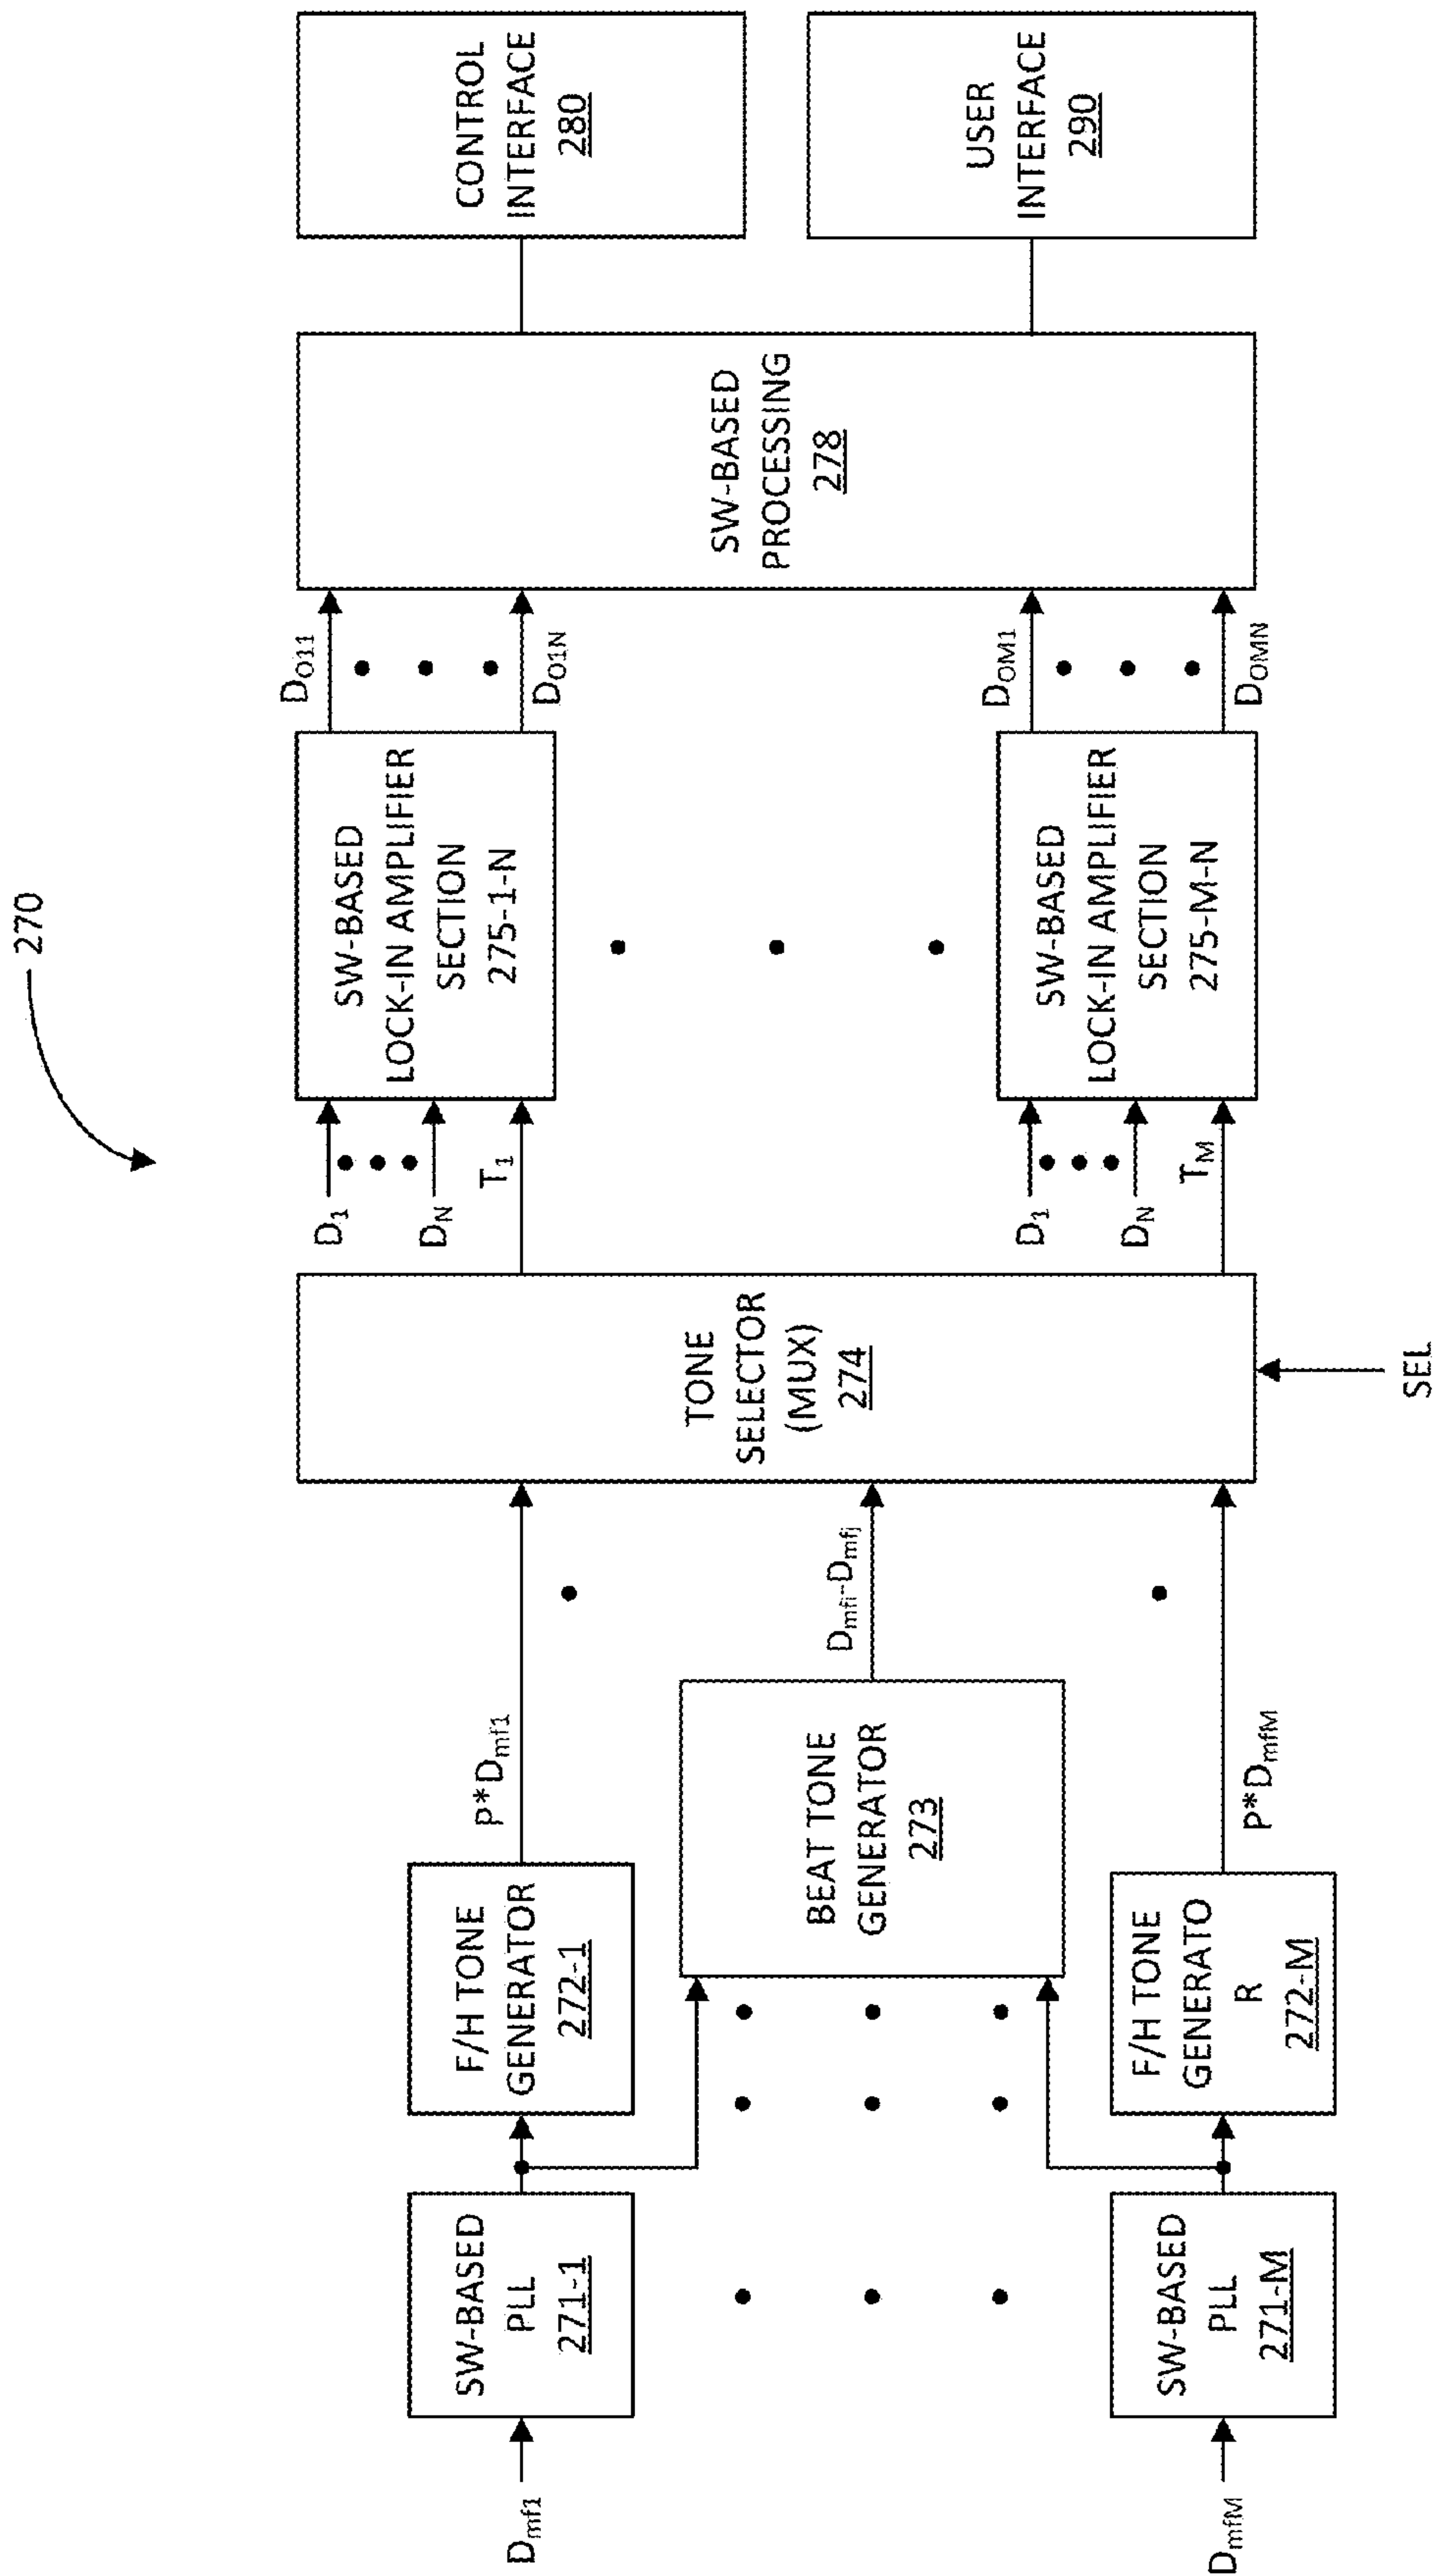 270
D_mf1
SW-BASED
PLL
271-1
F/H TONE
GENERATOR
272-1
P*D_mf1
D_mfM
SW-BASED
PLL
271-M
F/H TONE
GENERATO
R
272-M
P*D_mfM
BEAT TONE
GENERATOR
273
D_mfi-D_mfj
TONE
SELECTOR
(MUX)
274
SEL
D_1
D_N
T_1
SW-BASED
LOCK-IN AMPLIFIER
SECTION
275-1-N
D_O11
D_O1N
D_1
D_N
T_M
SW-BASED
LOCK-IN AMPLIFIER
SECTION
275-M-N
D_OM1
D_OMN
SW-BASED
PROCESSING
278
CONTROL
INTERFACE
280
USER
INTERFACE
290